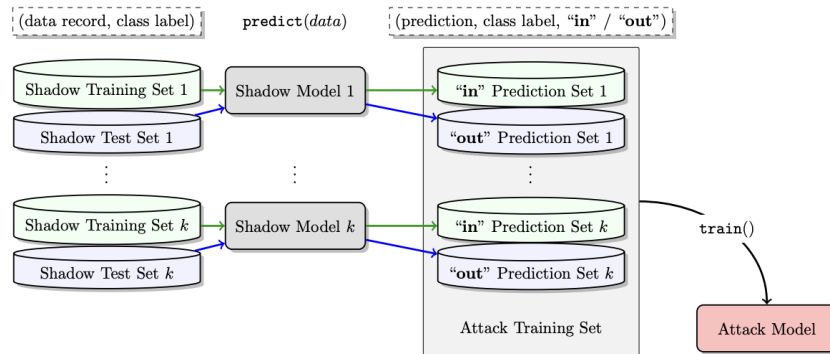 (data record, class label) predict(data) (prediction, class label, “in” / “out”)
Shadow Training Set 1 Shadow Model 1 “in” Prediction Set 1
Shadow Test Set 1 “out” Prediction Set 1
⋮ ⋮ ⋮
Shadow Training Set k Shadow Model k “in” Prediction Set k
train()
Shadow Test Set k “out” Prediction Set k
Attack Training Set Attack Model